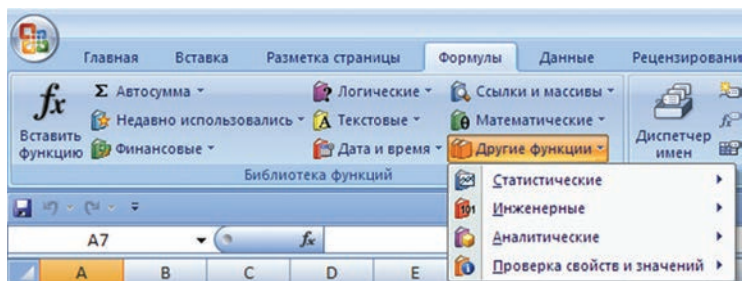 Главная Вставка Разметка страницы Формулы Данные Рецензировани
fx Σ Автосумма Логические Ссылки и массивы
Вставить функцию Недавно использовались Текстовые Математические Диспетчер имен
Финансовые Дата и время Другие функции
Библиотека функций
Статистические
101 Инженерные
A7 fx Аналитические
A B C D E Проверка свойств и значений